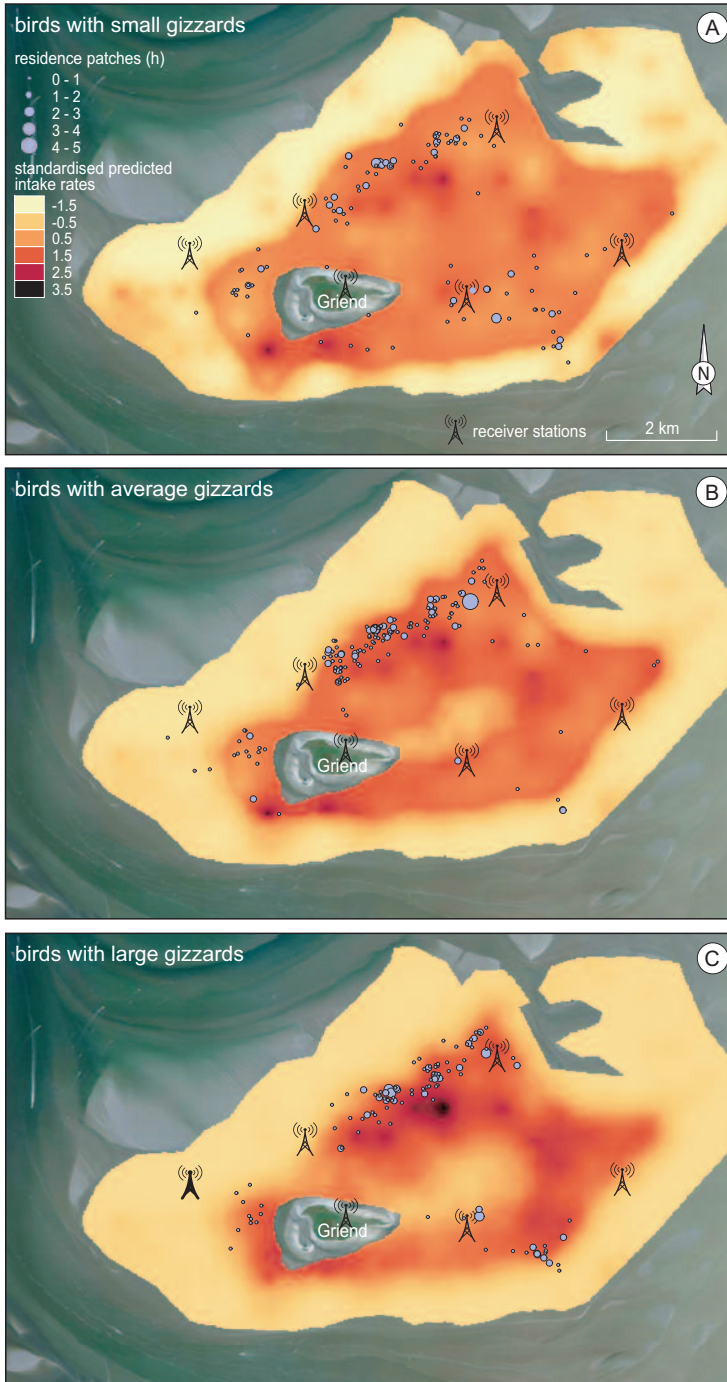 birds with small gizzards
A
residence patches (h)
0 - 1
1 - 2
2 - 3
3 - 4
4 - 5
standardised predicted
intake rates
-1.5
-0.5
0.5
1.5
2.5
3.5
Griend
N
receiver stations
2 km
birds with average gizzards
B
Griend
birds with large gizzards
C
Griend